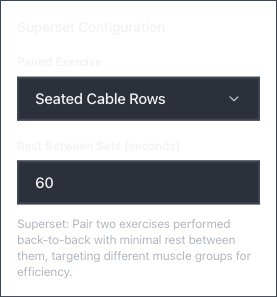 Superset Configuration
Paired Exercise
Seated Cable Rows
Rest Between Sets (seconds)
60
Superset: Pair two exercises performed
back-to-back with minimal rest between
them, targeting different muscle groups for
efficiency.